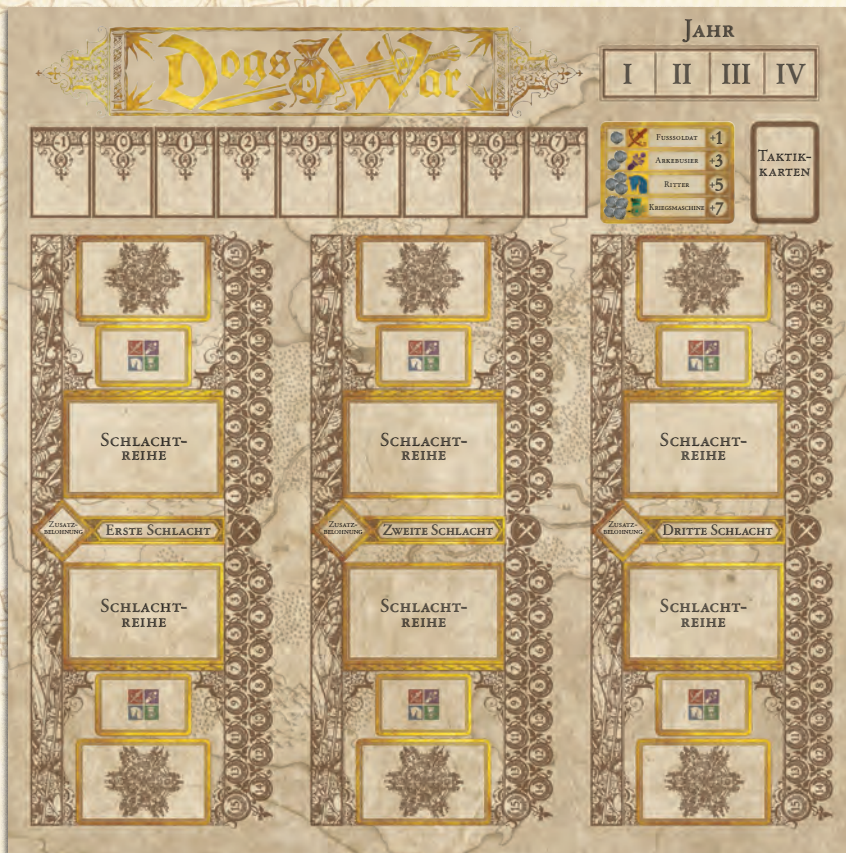 Dogs of War
JAHR
I II III IV
-1 0 1 2 3 4 5 6 7
FUSSSOLDAT +1
ARKEBUSIER +3
RITTER +5
KRIEGSMASCHINE +7
TAKTIK-
KARTEN
SCHLACHT-
REIHE
SCHLACHT-
REIHE
SCHLACHT-
REIHE
ZUSATZ-
BELOHNUNG
ERSTE SCHLACHT
ZUSATZ-
BELOHNUNG
ZWEITE SCHLACHT
ZUSATZ-
BELOHNUNG
DRITTE SCHLACHT
SCHLACHT-
REIHE
SCHLACHT-
REIHE
SCHLACHT-
REIHE